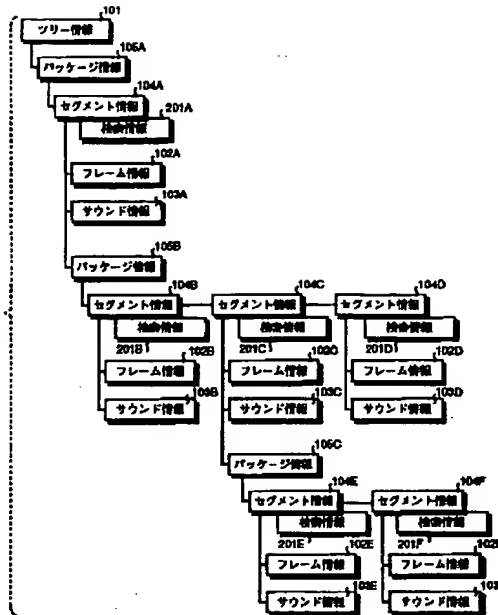 101
ツリー情報
105A
パッケージ情報
104A
セグメント情報
201A
検索情報
102A
フレーム情報
103A
サウンド情報
105B
パッケージ情報
104B
セグメント情報
104C
セグメント情報
104D
セグメント情報
検索情報
検索情報
検索情報
201B
102B
201C
102C
201D
102D
フレーム情報
フレーム情報
フレーム情報
103B
103C
103D
サウンド情報
サウンド情報
サウンド情報
105C
パッケージ情報
104E
セグメント情報
104F
セグメント情報
検索情報
検索情報
201E
102E
201F
フレーム情報
フレーム情報
103E
サウンド情報
サウンド情報